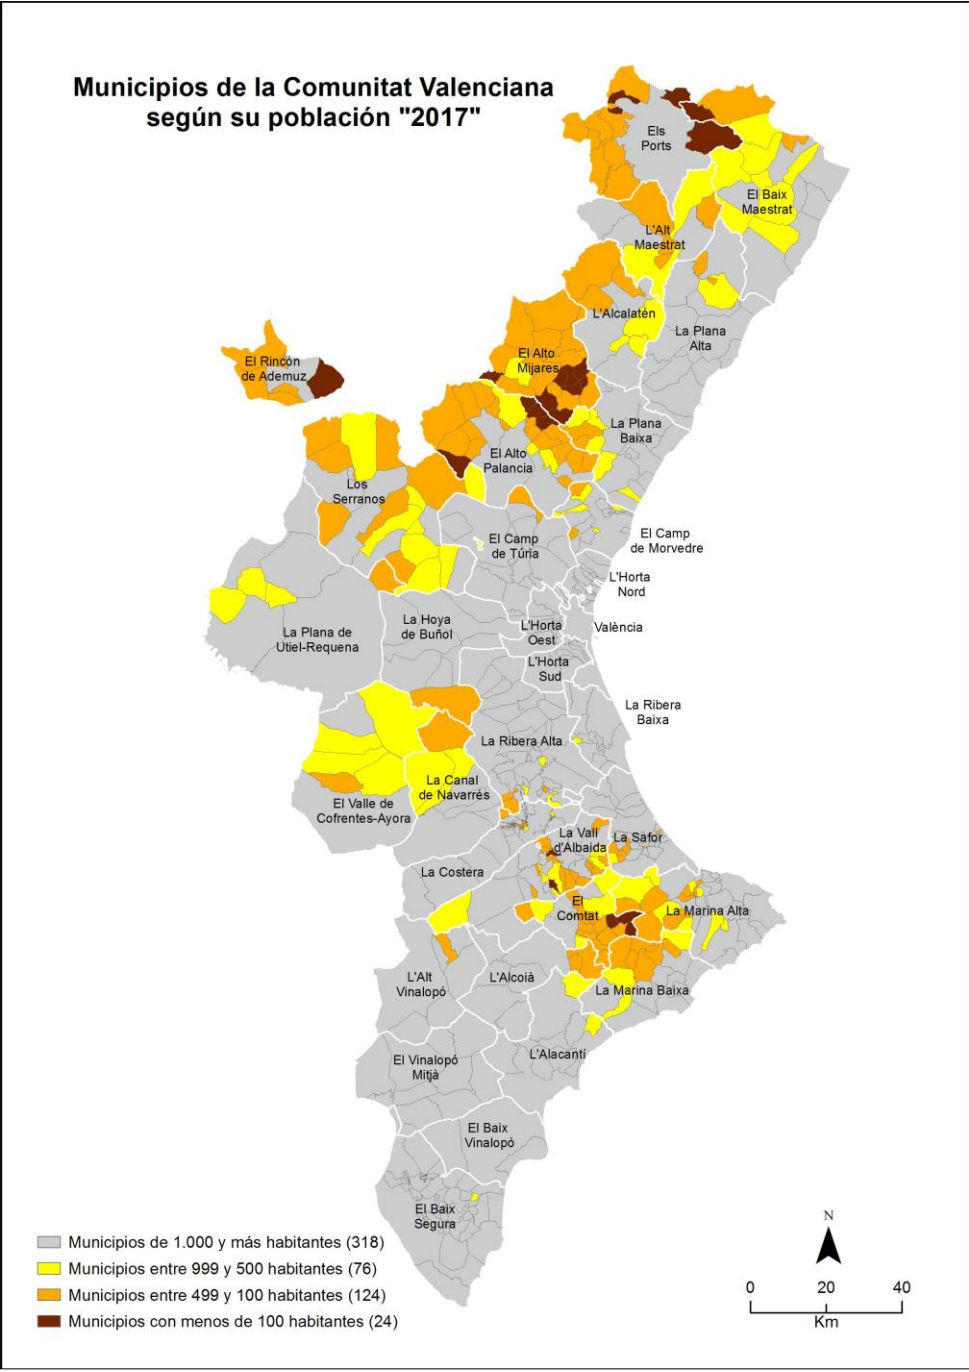 Municipios de la Comunitat Valenciana
según su población "2017"
Els
Ports
El Baix
Maestrat
L'Alt
Maestrat
L'Alcalatén
La Plana
Alta
El Rincón
de Ademuz
El Alto
Mijares
La Plana
Baixa
El Alto
Palancia
Los
Serranos
El Camp
de Túria
El Camp
de Morvedre
L'Horta
Nord
La Hoya
de Buñol
L'Horta
Oest
València
La Plana de
Utiel-Requena
L'Horta
Sud
La Ribera
Baixa
La Ribera Alta
La Canal
de Navarrés
El Valle de
Cofrentes-Ayora
La Vall
d'Albaida
La Safor
La Costera
El
Comtat
La Marina Alta
L'Alt
Vinalopó
L'Alcoià
La Marina Baixa
L'Alacantí
El Vinalopó
Mitjà
El Baix
Vinalopó
El Baix
Segura
Municipios de 1.000 y más habitantes (318)
Municipios entre 999 y 500 habitantes (76)
Municipios entre 499 y 100 habitantes (124)
Municipios con menos de 100 habitantes (24)
N
0 20 40
Km